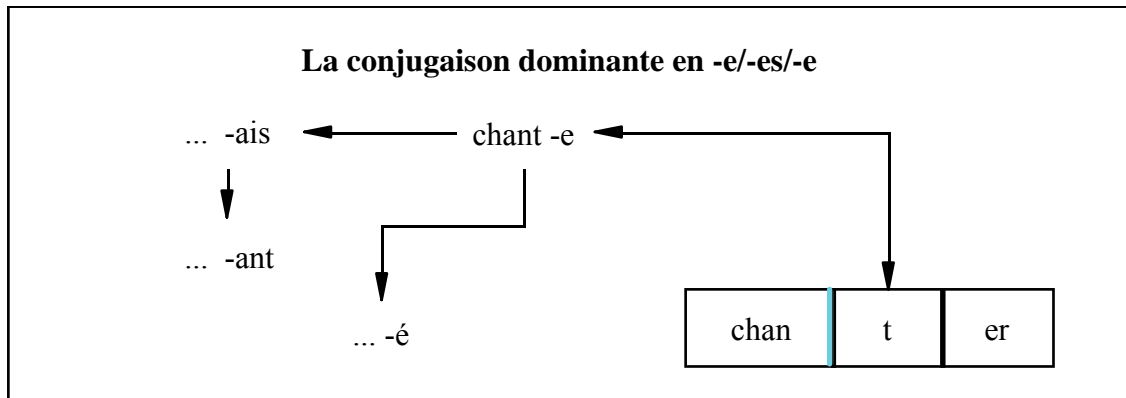 La conjugaison dominante en -e/-es/-e
... -ais chant -e
... -ant
... -é
chan t er